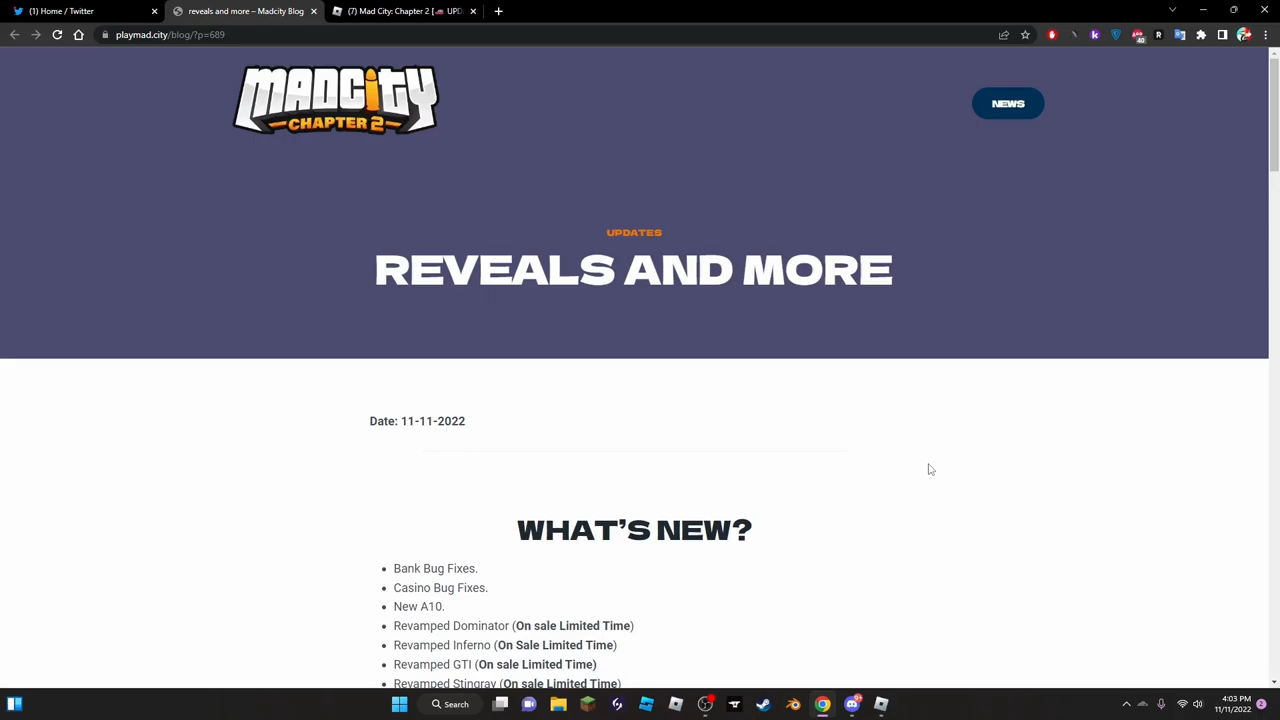 (1) Home / Twitter
reveals and more – Madcity Blog
(7) Mad City: Chapter 2 [🚗 UPD
playmad.city/blog/?p=689
40
MADCITY
CHAPTER 2
NEWS
UPDATES
REVEALS AND MORE
Date: 11-11-2022
WHAT'S NEW?
• Bank Bug Fixes.
• Casino Bug Fixes.
• New A10.
• Revamped Dominator (On sale Limited Time)
• Revamped Inferno (On Sale Limited Time)
• Revamped GTI (On sale Limited Time)
• Revamped Stingray (On sale Limited Time)
Search
4:03 PM
11/11/2022
2